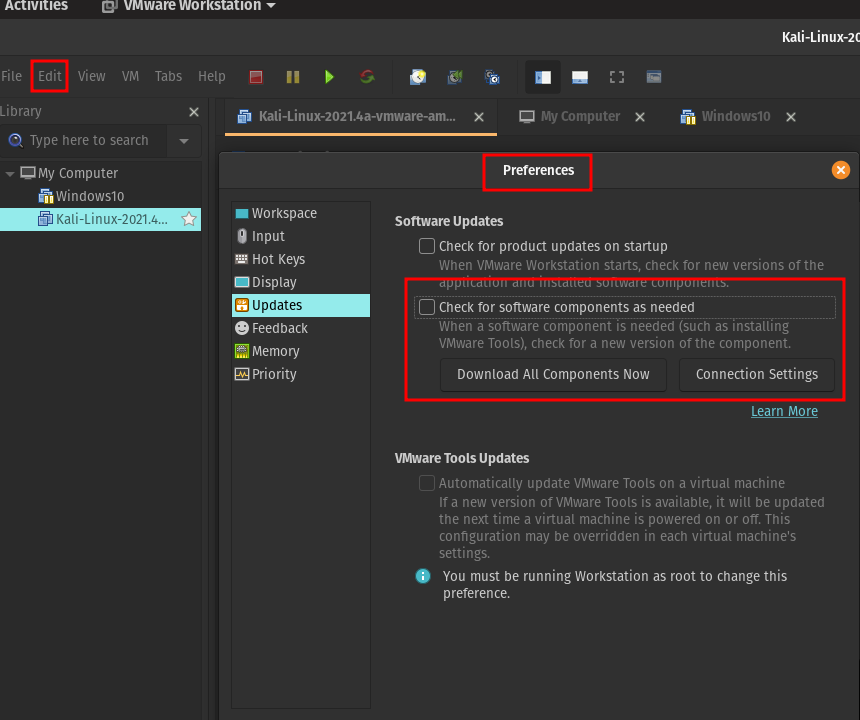 Activities VMware Workstation
Kali-Linux-20
File Edit View VM Tabs Help
Library
Kali-Linux-2021.4a-vmware-am... My Computer Windows10
Type here to search
My Computer
Windows10
Kali-Linux-2021.4...
Preferences
Workspace
Input
Hot Keys
Display
Updates
Feedback
Memory
Priority
Software Updates
Check for product updates on startup
When VMware Workstation starts, check for new versions of the
application and installed software components.
Check for software components as needed
When a software component is needed (such as installing
VMware Tools), check for a new version of the component.
Download All Components Now Connection Settings
Learn More
VMware Tools Updates
Automatically update VMware Tools on a virtual machine
If a new version of VMware Tools is available, it will be updated
the next time a virtual machine is powered on or off. This
configuration may be overridden in each virtual machine's
settings.
You must be running Workstation as root to change this
preference.